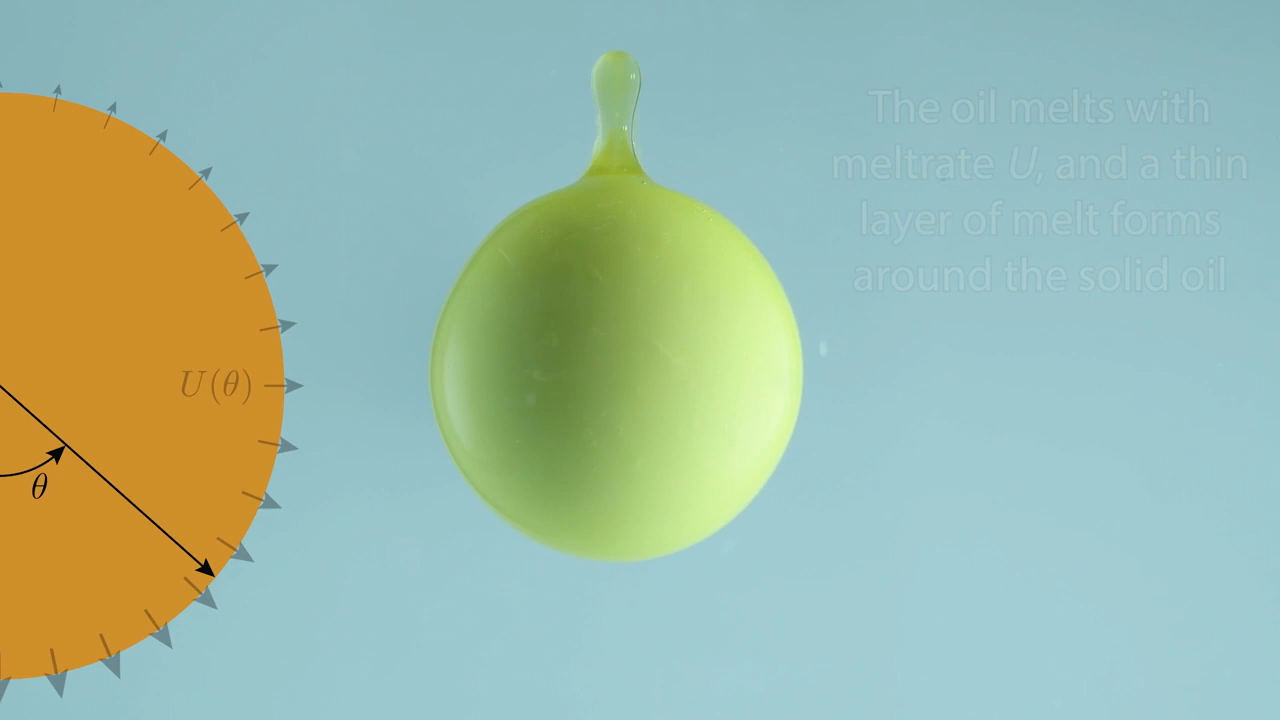 The oil melts with
meltrate U, and a thin
layer of melt forms
around the solid oil
U(θ)
θ